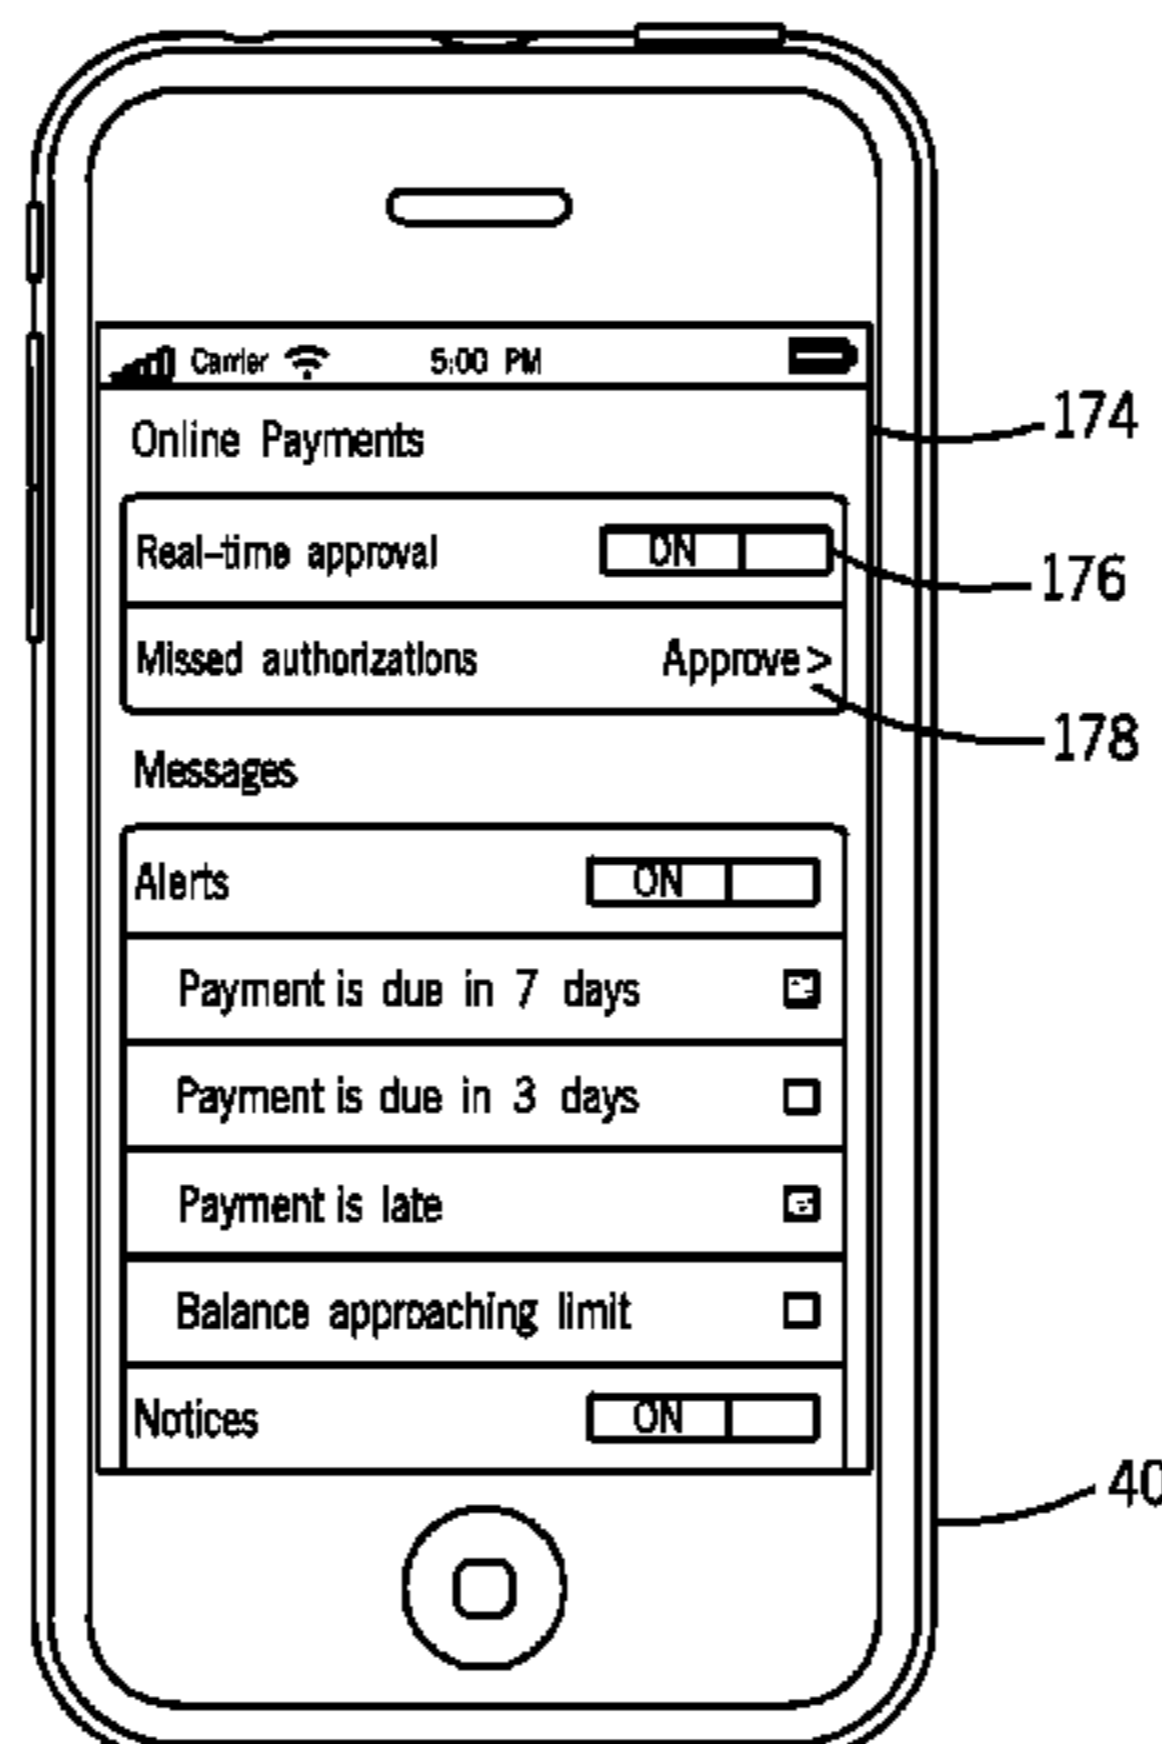 Carrier 5:00 PM
Online Payments
174
Real-time approval ON
176
Missed authorizations Approve >
178
Messages
Alerts ON
Payment is due in 7 days
Payment is due in 3 days
Payment is late
Balance approaching limit
Notices ON
40